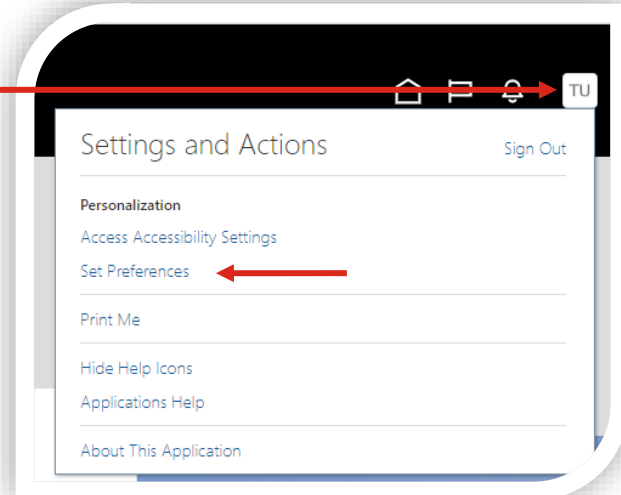 TU
Settings and Actions
Sign Out
Personalization
Access Accessibility Settings
Set Preferences
Print Me
Hide Help Icons
Applications Help
About This Application